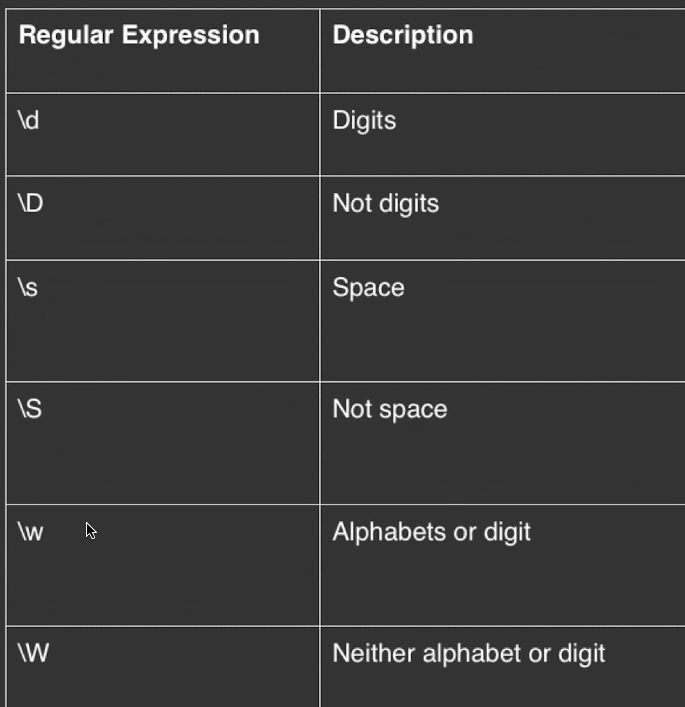 Regular Expression Description
\d Digits
\D Not digits
\s Space
\S Not space
\w Alphabets or digit
\W Neither alphabet or digit